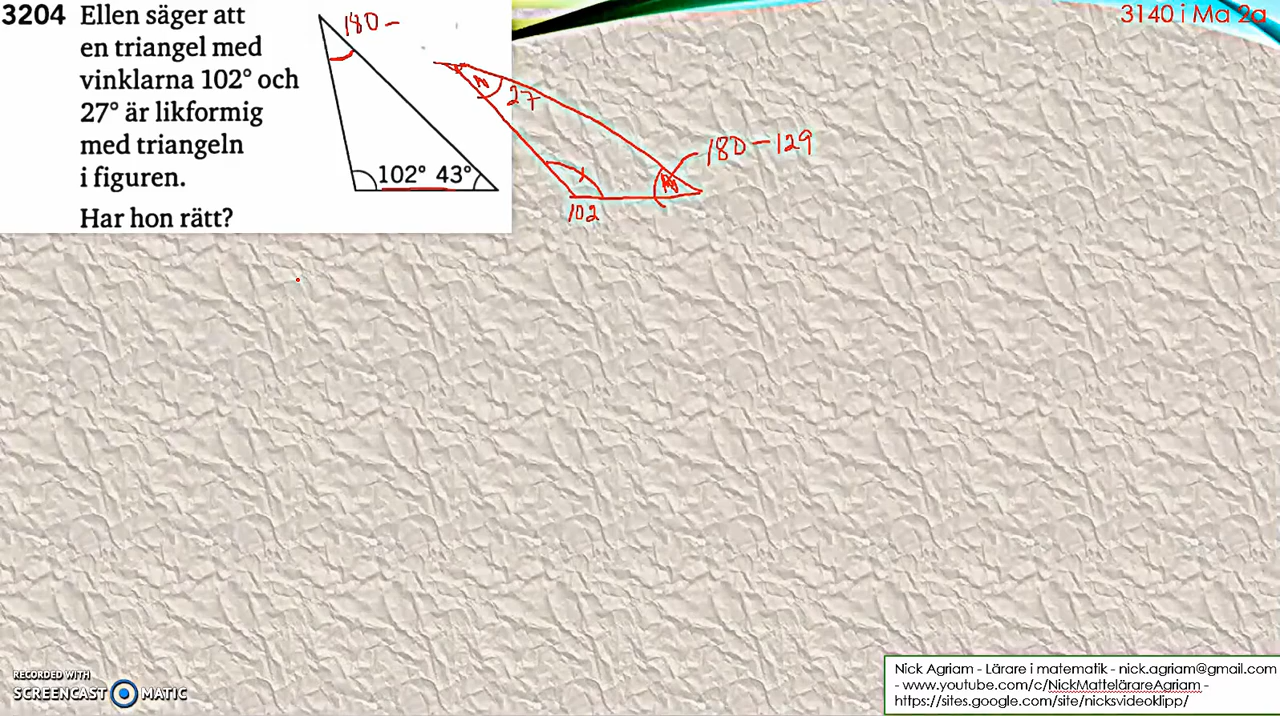 3204 Ellen säger att
en triangel med
vinklarna 102° och
27° är likformig
med triangeln
i figuren.
Har hon rätt?
180-
102° 43°
27
180-129
102
3140 i Ma 2a
RECORDED WITH
SCREENCAST MATIC
Nick Agriam - Lärare i matematik - nick.agriam@gmail.com
- www.youtube.com/c/NickMattelärareAgriam -
https://sites.google.com/site/nicksvideoklipp/